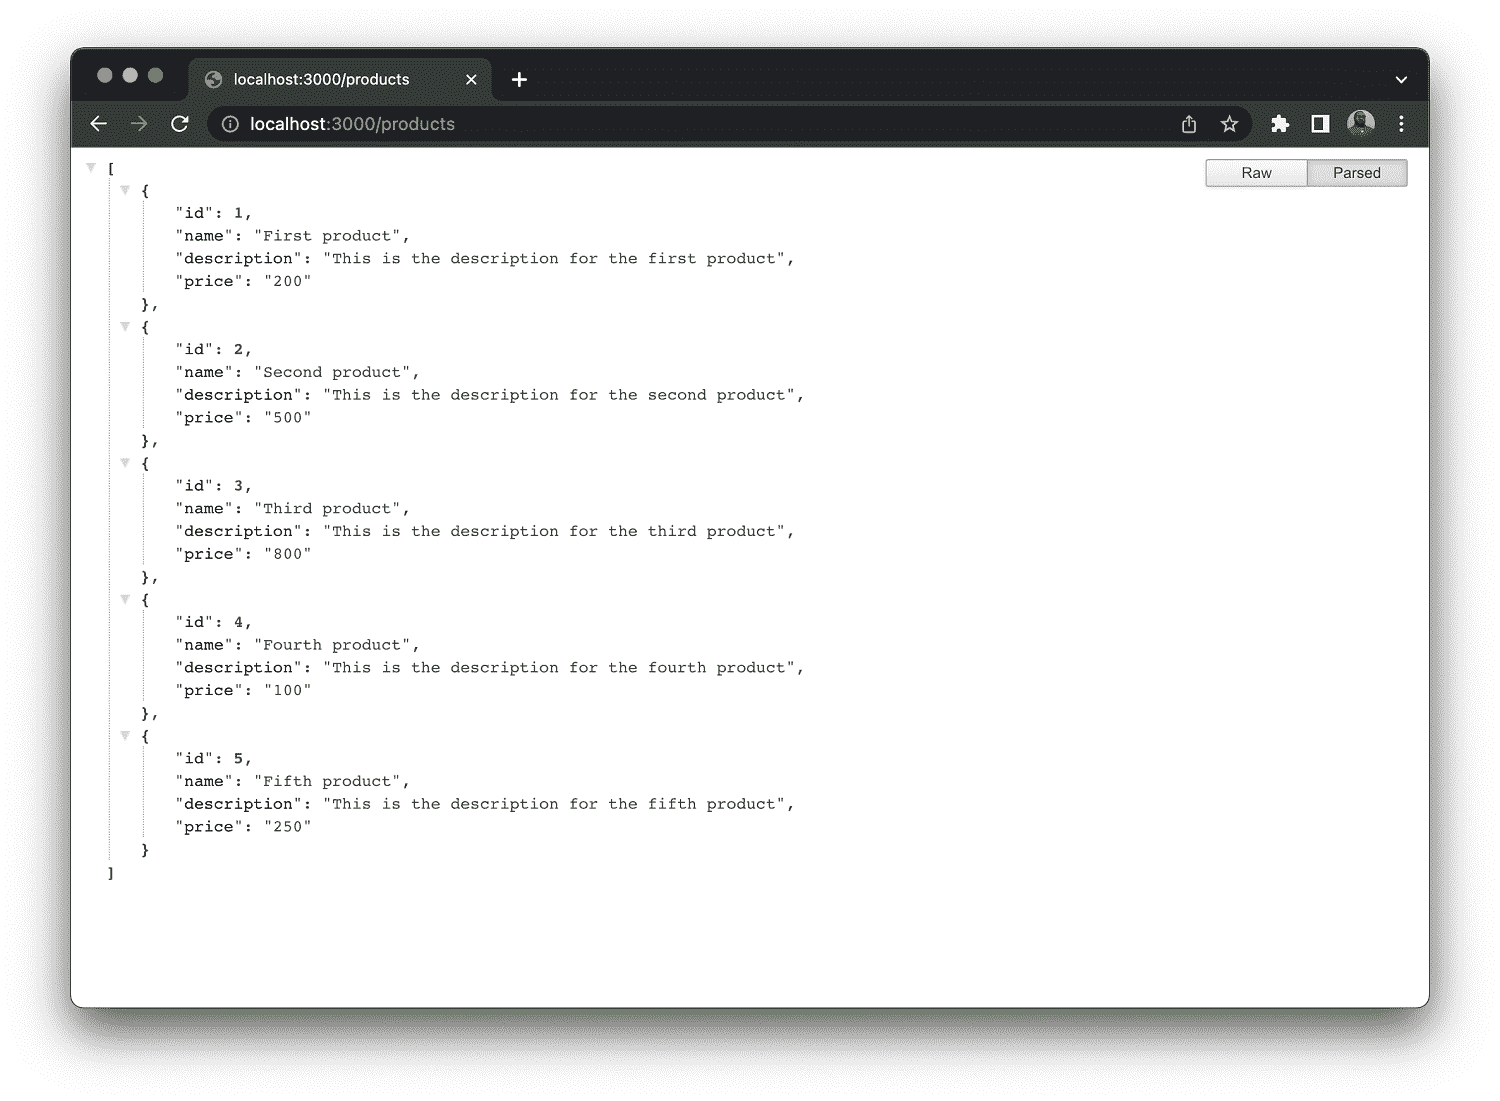 localhost:3000/products
localhost:3000/products
Raw Parsed
[
{
"id": 1,
"name": "First product",
"description": "This is the description for the first product",
"price": "200"
},
{
"id": 2,
"name": "Second product",
"description": "This is the description for the second product",
"price": "500"
},
{
"id": 3,
"name": "Third product",
"description": "This is the description for the third product",
"price": "800"
},
{
"id": 4,
"name": "Fourth product",
"description": "This is the description for the fourth product",
"price": "100"
},
{
"id": 5,
"name": "Fifth product",
"description": "This is the description for the fifth product",
"price": "250"
}
]